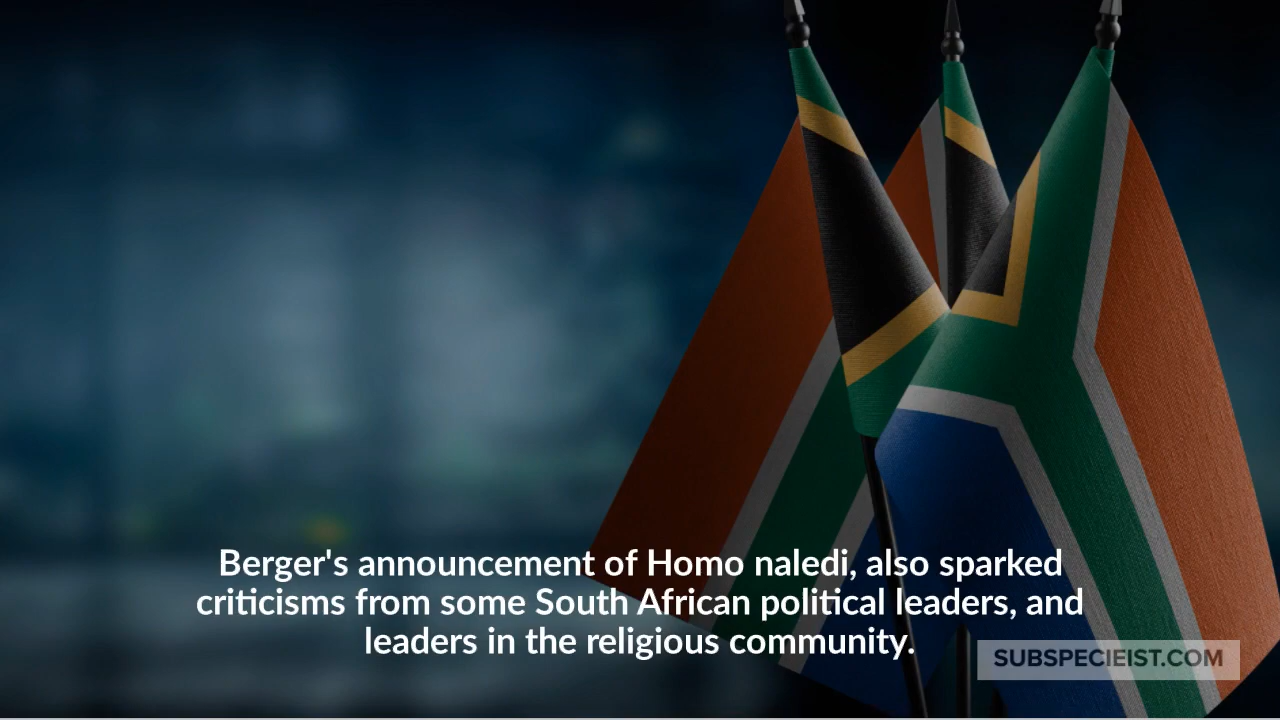 Berger's announcement of Homo naledi, also sparked
criticisms from some South African political leaders, and
leaders in the religious community.
SUBSPECIEIST.COM